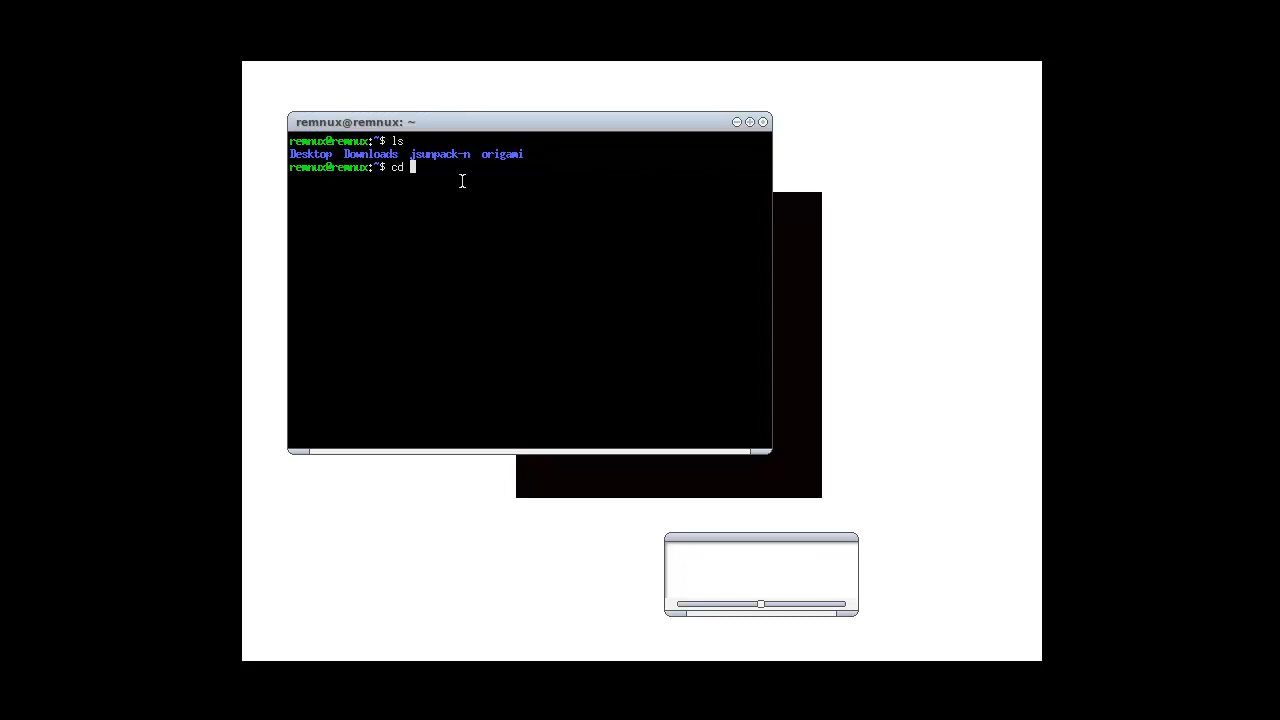 remnux@remnux: ~
remnux@remnux:~$ ls
Desktop  Downloads  jsunpack-n  origami
remnux@remnux:~$ cd